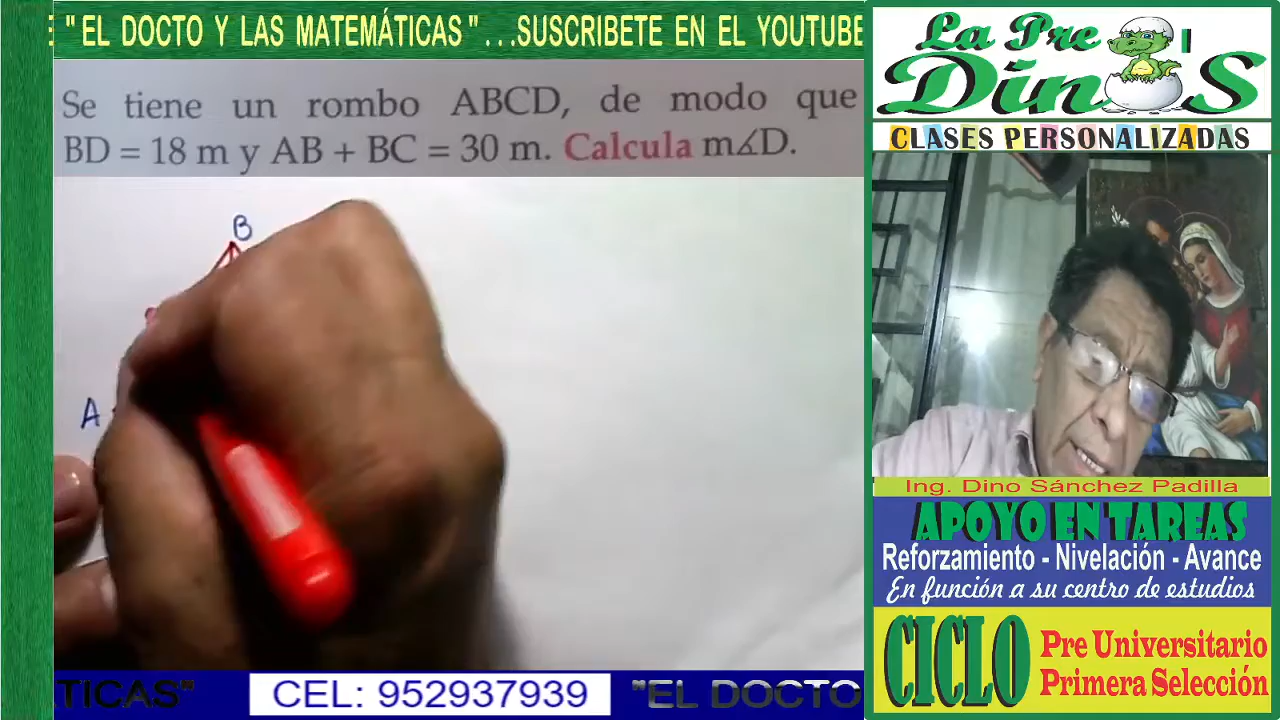 " EL DOCTO Y LAS MATEMÁTICAS "...SUSCRIBETE EN EL YOUTUBE
Se tiene un rombo ABCD, de modo que
BD = 18 m y AB + BC = 30 m. Calcula m∡D.
B
A
TICAS"
CEL: 952937939
"EL DOCTO
La Pre
Dino'S
CLASES PERSONALIZADAS
Ing. Dino Sánchez Padilla
APOYO EN TAREAS
Reforzamiento - Nivelación - Avance
En función a su centro de estudios
CICLO
Pre Universitario
Primera Selección